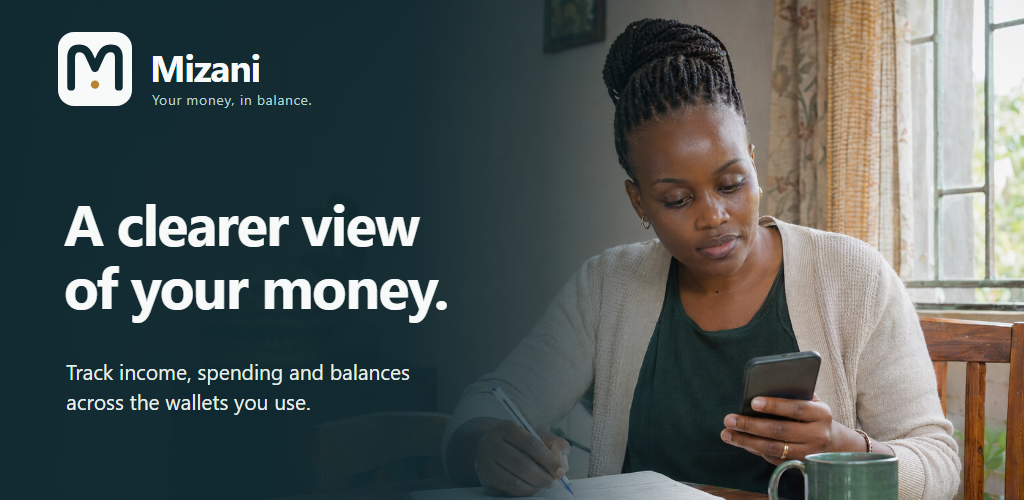 Mizani
Your money, in balance.
A clearer view
of your money.
Track income, spending and balances
across the wallets you use.